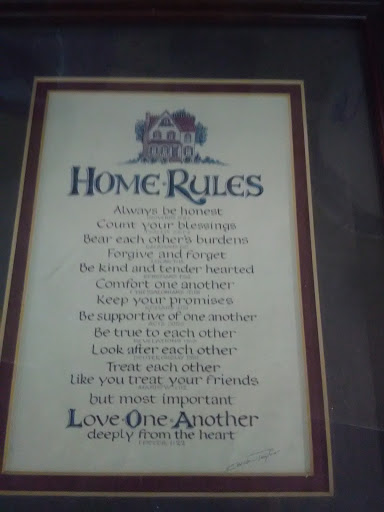 HOME·RULES
Always be honest
Count your blessings
Bear each other's burdens
Forgive and forget
Be kind and tender hearted
Comfort one another
Keep your promises
Be supportive of one another
Be true to each other
Look after each other
Treat each other
like you treat your friends
but most important
Love·One·Another
deeply from the heart